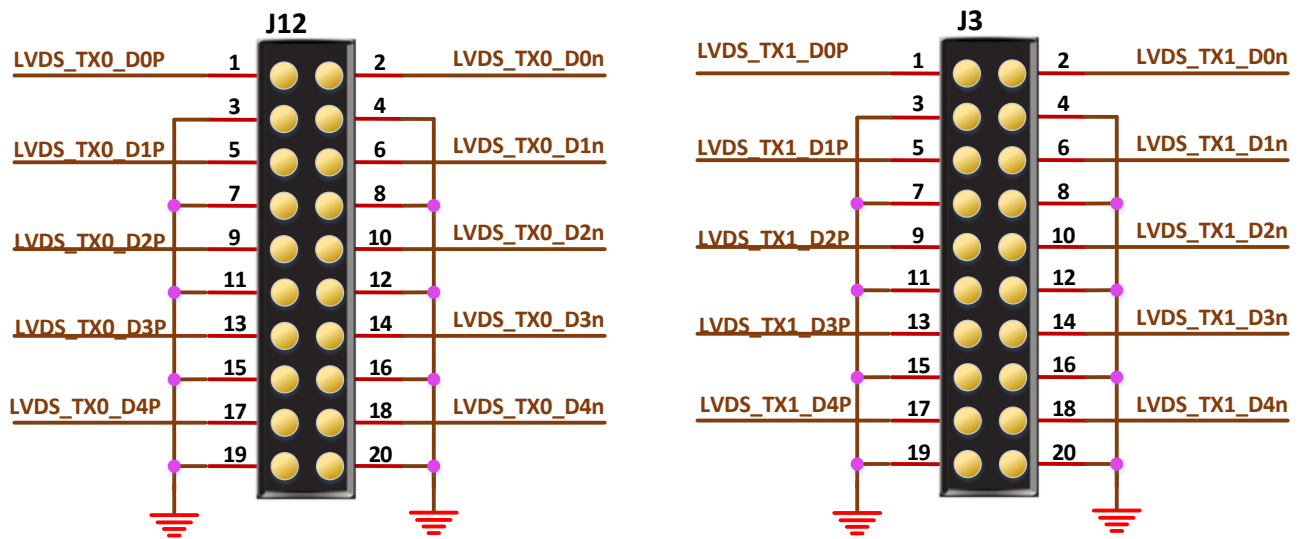 J12
LVDS_TX0_D0P 1 2 LVDS_TX0_D0n
3 4
LVDS_TX0_D1P 5 6 LVDS_TX0_D1n
7 8
LVDS_TX0_D2P 9 10 LVDS_TX0_D2n
11 12
LVDS_TX0_D3P 13 14 LVDS_TX0_D3n
15 16
LVDS_TX0_D4P 17 18 LVDS_TX0_D4n
19 20
J3
LVDS_TX1_D0P 1 2 LVDS_TX1_D0n
3 4
LVDS_TX1_D1P 5 6 LVDS_TX1_D1n
7 8
LVDS_TX1_D2P 9 10 LVDS_TX1_D2n
11 12
LVDS_TX1_D3P 13 14 LVDS_TX1_D3n
15 16
LVDS_TX1_D4P 17 18 LVDS_TX1_D4n
19 20